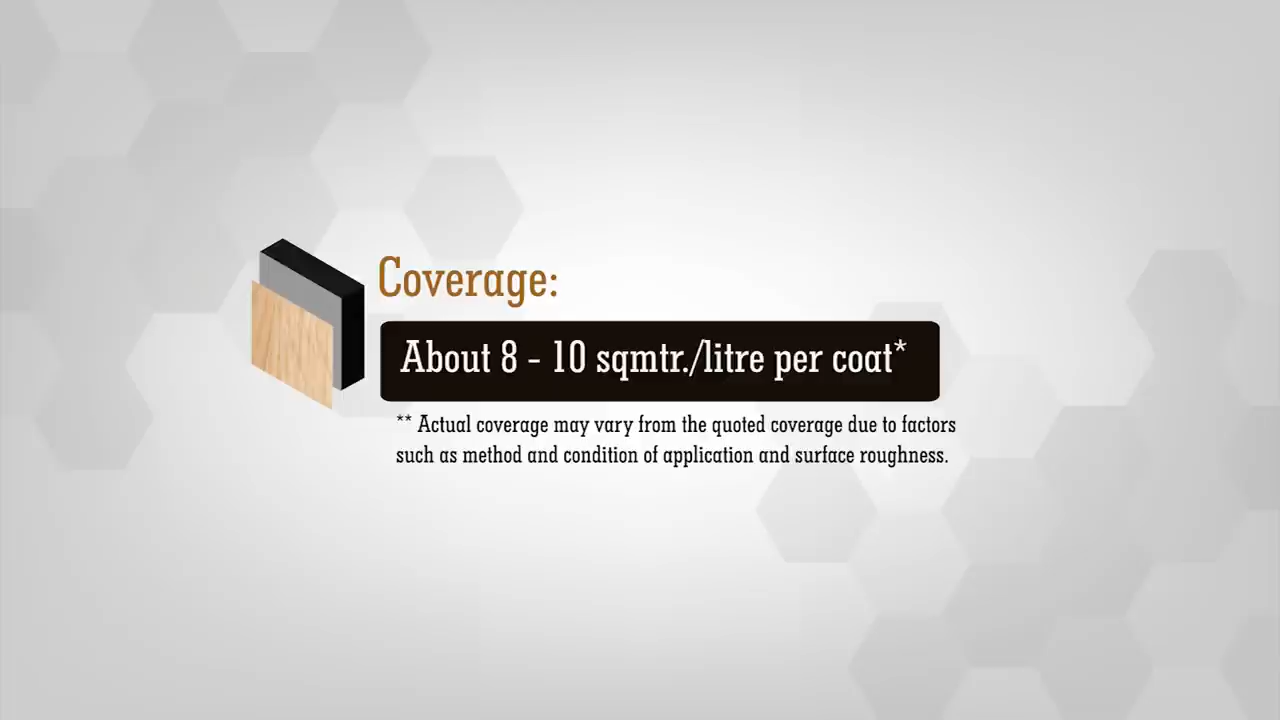 Coverage:
About 8 - 10 sqmtr./litre per coat*
** Actual coverage may vary from the quoted coverage due to factors
such as method and condition of application and surface roughness.